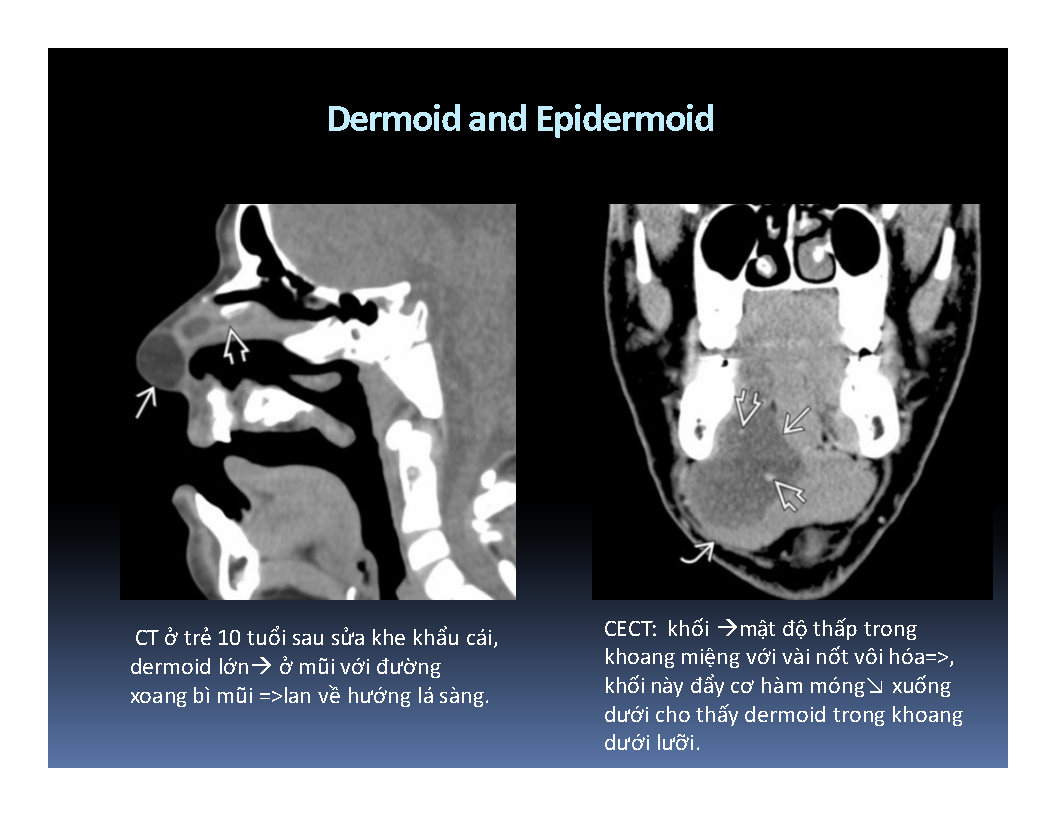 Dermoid and Epidermoid
CT ở trẻ 10 tuổi sau sửa khe khẩu cái,
dermoid lớn→ ở mũi với đường
xoang bì mũi =>lan về hướng lá sàng.
CECT: khối →mật độ thấp trong
khoang miệng với vài nốt vôi hóa=>,
khối này đẩy cơ hàm móng↘ xuống
dưới cho thấy dermoid trong khoang
dưới lưỡi.